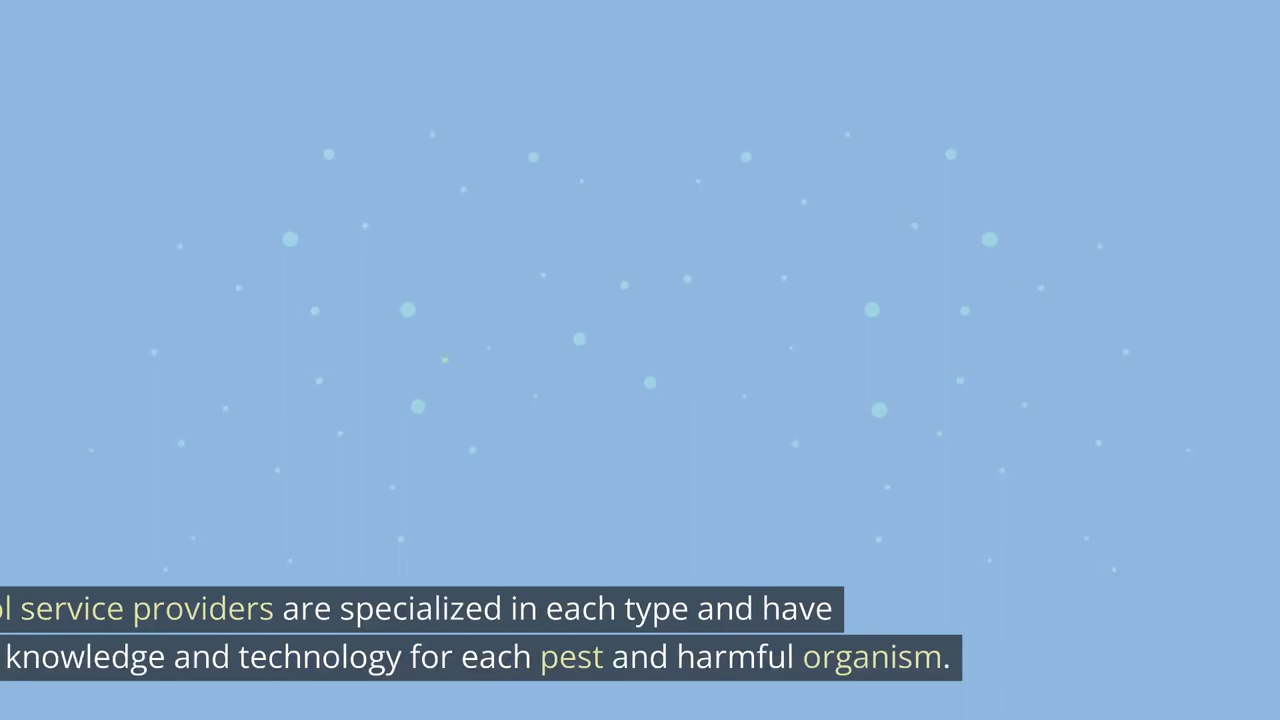 service providers are specialized in each type and have
knowledge and technology for each pest and harmful organism.